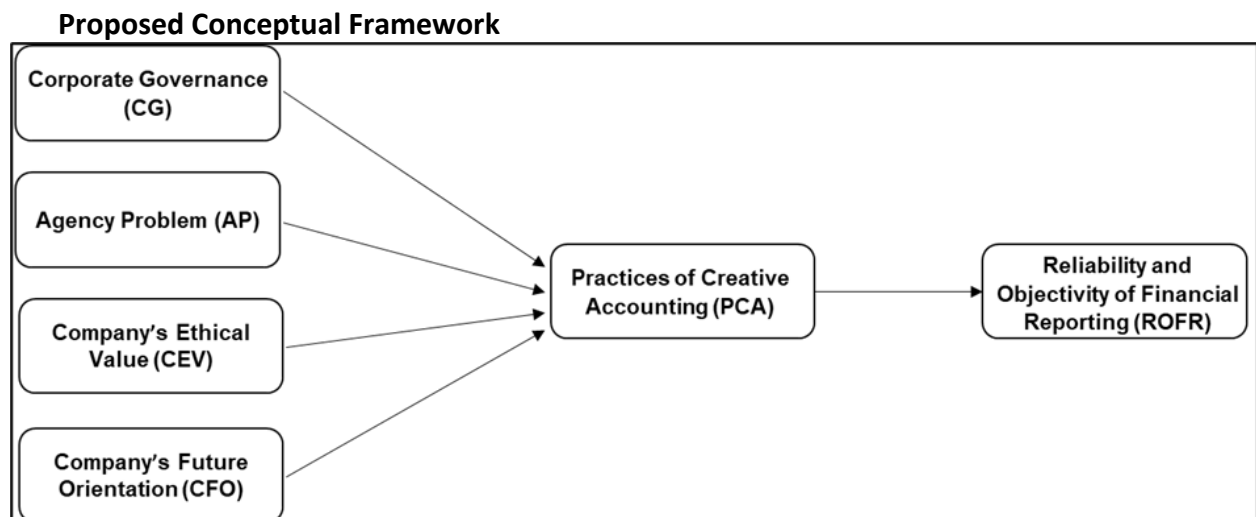 Proposed Conceptual Framework
Corporate Governance
(CG)
Agency Problem (AP)
Company's Ethical
Value (CEV)
Company's Future
Orientation (CFO)
Practices of Creative
Accounting (PCA)
Reliability and
Objectivity of Financial
Reporting (ROFR)